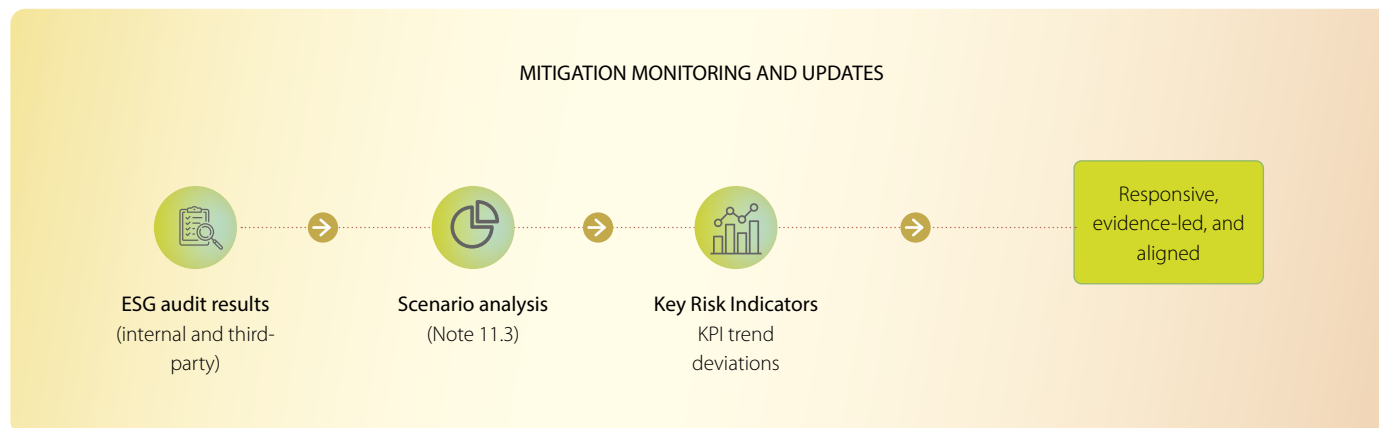 MITIGATION MONITORING AND UPDATES
ESG audit results
(internal and third-
party)
Scenario analysis
(Note 11.3)
Key Risk Indicators
KPI trend
deviations
Responsive,
evidence-led, and
aligned